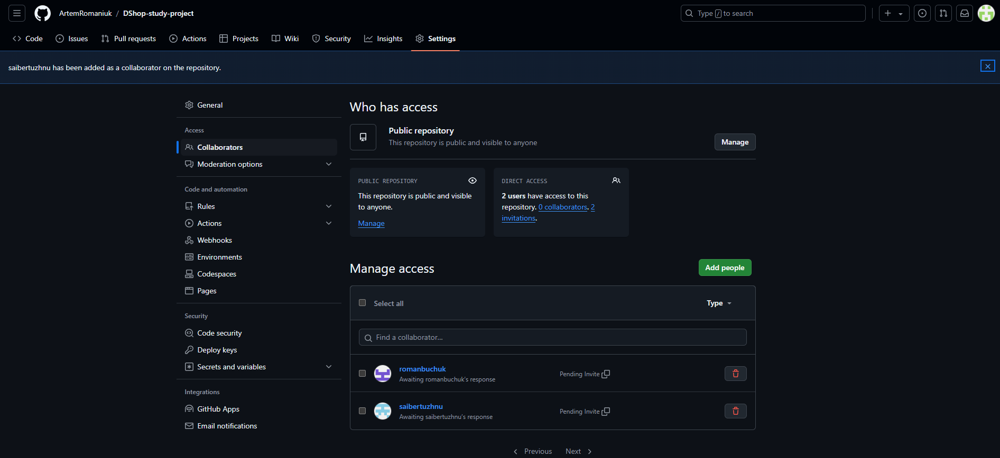 ArtemRomaniuk / DShop-study-project
Type / to search
Code
Issues
Pull requests
Actions
Projects
Wiki
Security
Insights
Settings
saibertuzhnu has been added as a collaborator on the repository.
General
Access
Collaborators
Moderation options
Code and automation
Rules
Actions
Webhooks
Environments
Codespaces
Pages
Security
Code security
Deploy keys
Secrets and variables
Integrations
GitHub Apps
Email notifications
Who has access
Public repository
This repository is public and visible to anyone
Manage
PUBLIC REPOSITORY
This repository is public and visible
to anyone.
Manage
DIRECT ACCESS
2 users have access to this
repository. 0 collaborators. 2
invitations.
Manage access
Add people
Select all
Type
Find a collaborator...
romanbuchuk
Awaiting romanbuchuk's response
Pending Invite
saibertuzhnu
Awaiting saibertuzhnu's response
Pending Invite
Previous
Next